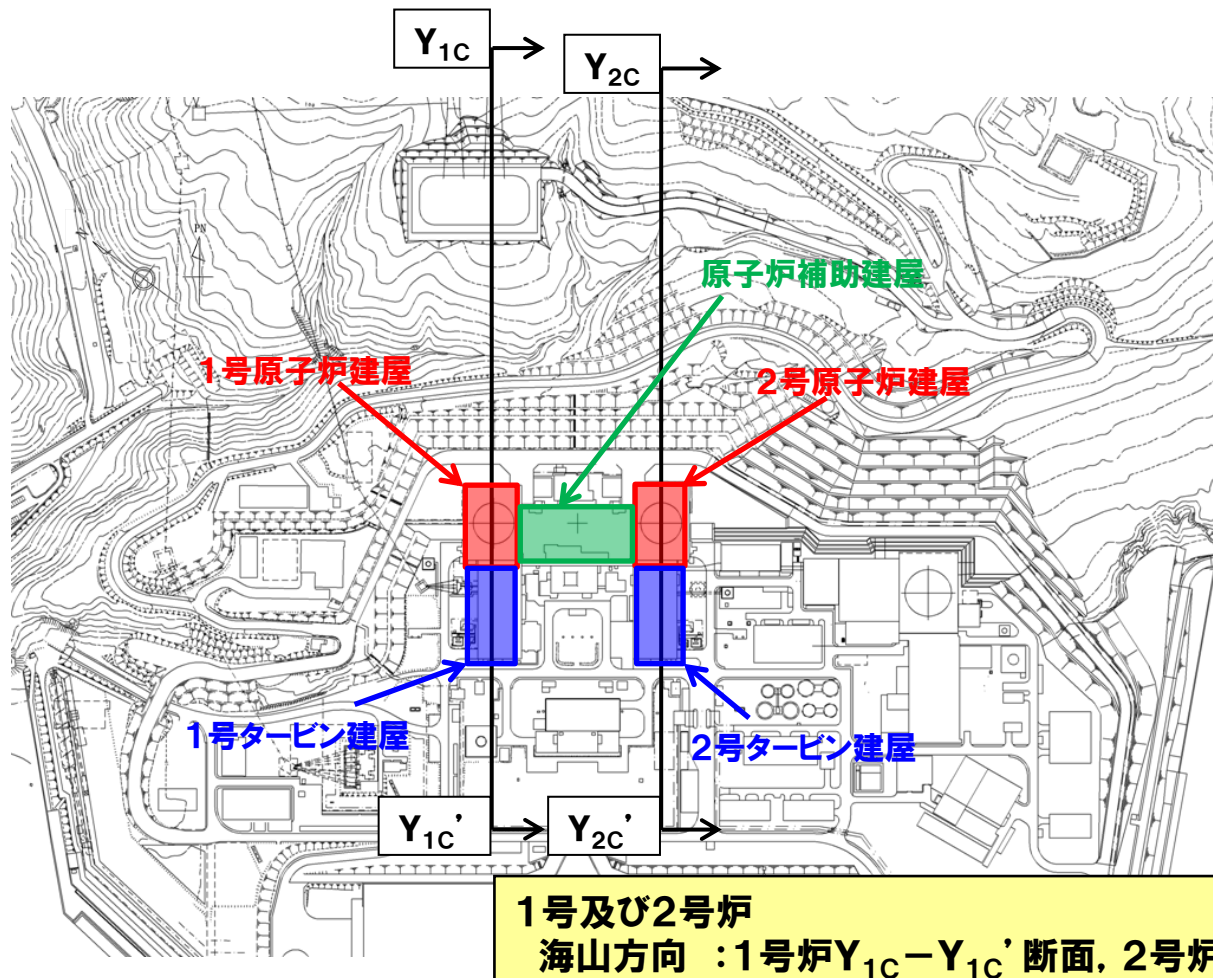 Y1C
Y2C
PN
原子炉補助建屋
1号原子炉建屋
2号原子炉建屋
1号タービン建屋
2号タービン建屋
Y1C'
Y2C'
1号及び2号炉
海山方向 :1号炉Y1C-Y1C'断面, 2号炉